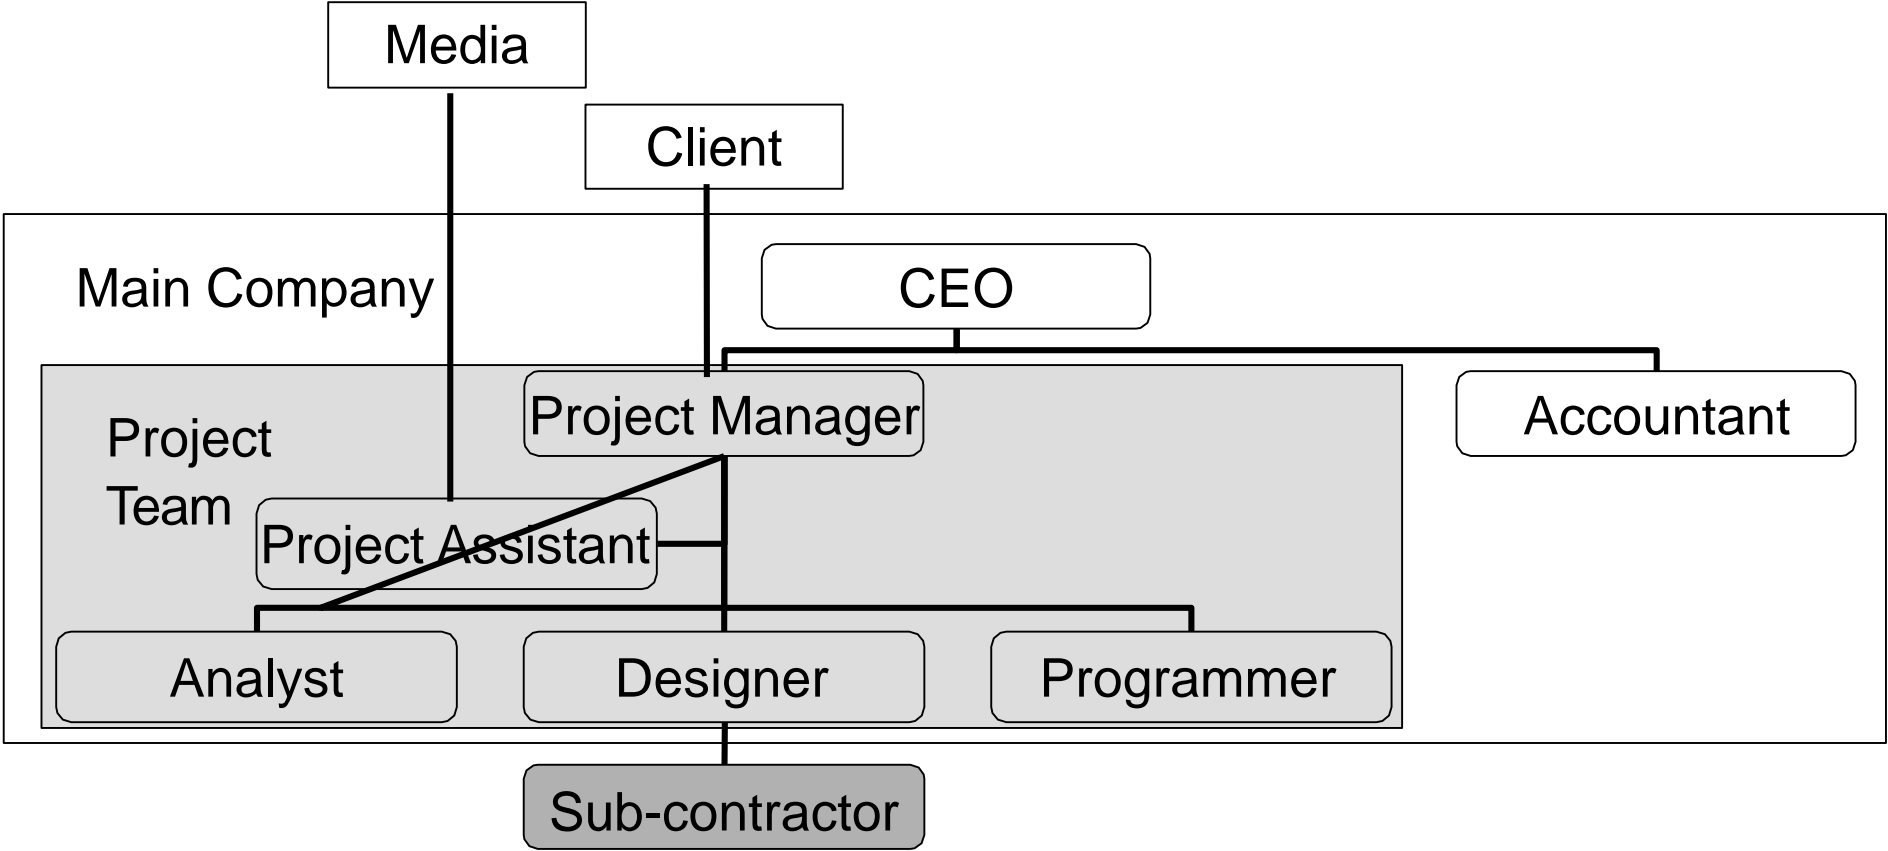 Media
Client
Main Company
CEO
Project Manager
Accountant
Project
Team
Project Assistant
Analyst
Designer
Programmer
Sub-contractor